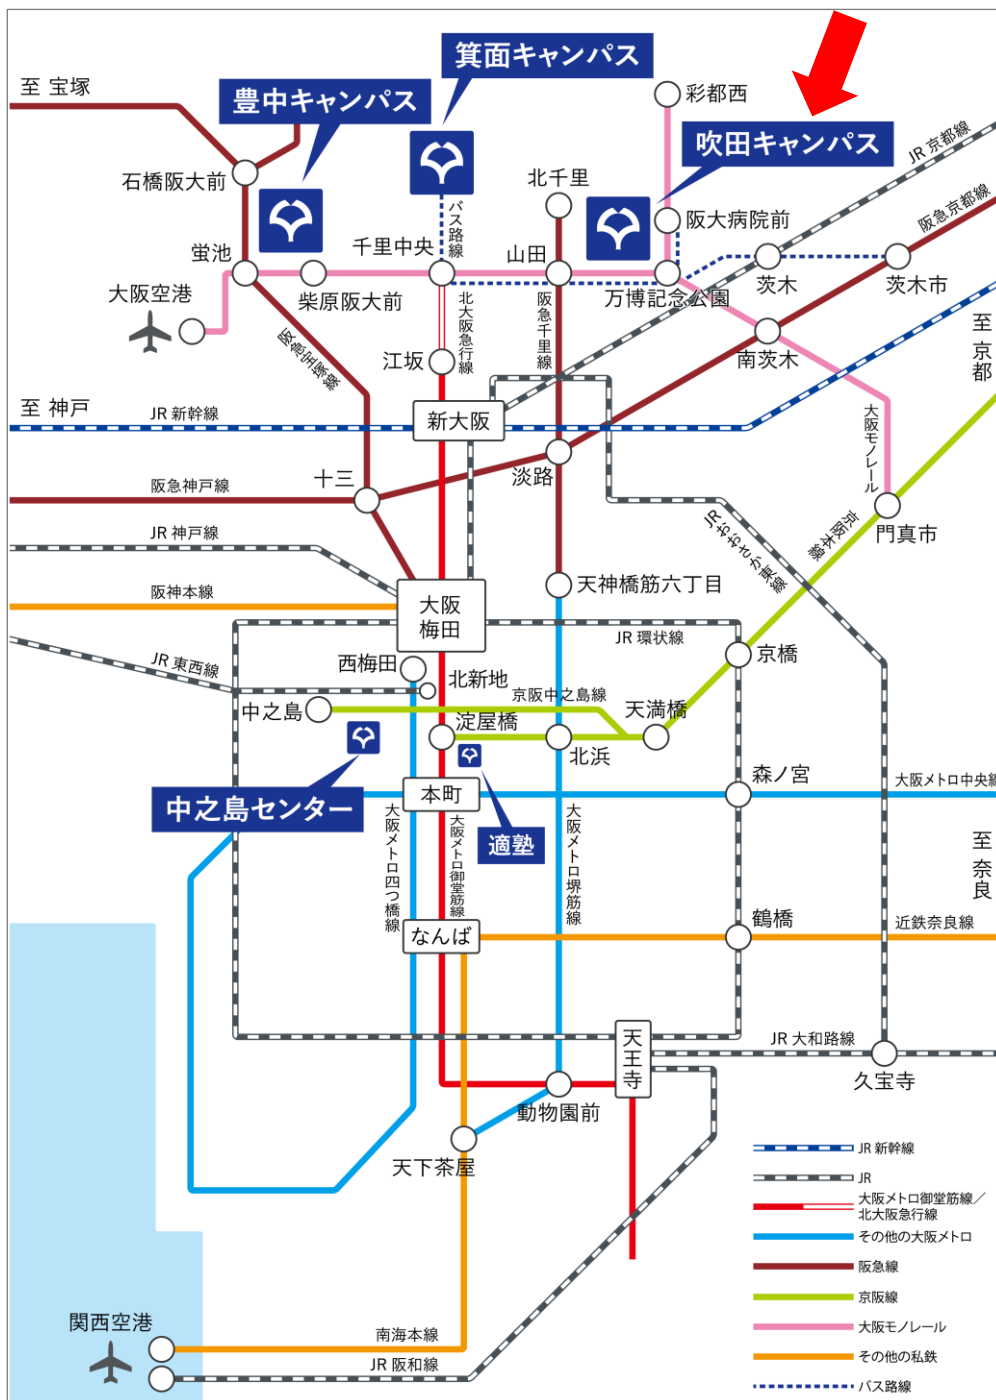 箕面キャンパス
至 宝塚
豊中キャンパス
彩都西
吹田キャンパス
JR 京都線
石橋阪大前
北千里
阪大病院前
阪急京都線
バス路線
千里中央
蛍池
山田
大阪空港
柴原阪大前
万博記念公園
茨木
茨木市
北大阪急行線
阪急千里線
阪急宝塚線
江坂
南茨木
至 京都
至 神戸
JR 新幹線
新大阪
大阪モノレール
十三
淡路
阪急神戸線
JRおおさか東線
京阪本線
門真市
JR 神戸線
天神橋筋六丁目
阪神本線
大阪
梅田
JR 環状線
JR 東西線
西梅田
北新地
京橋
京阪中之島線
中之島
淀屋橋
天満橋
北浜
森ノ宮
中之島センター
本町
大阪メトロ中央線
適塾
大阪メトロ四つ橋線
大阪メトロ御堂筋線
大阪メトロ堺筋線
至 奈良
なんば
鶴橋
近鉄奈良線
天王寺
JR 大和路線
久宝寺
動物園前
天下茶屋
関西空港
南海本線
JR 阪和線
JR 新幹線
JR
大阪メトロ御堂筋線／
北大阪急行線
その他の大阪メトロ
阪急線
京阪線
大阪モノレール
その他の私鉄
バス路線